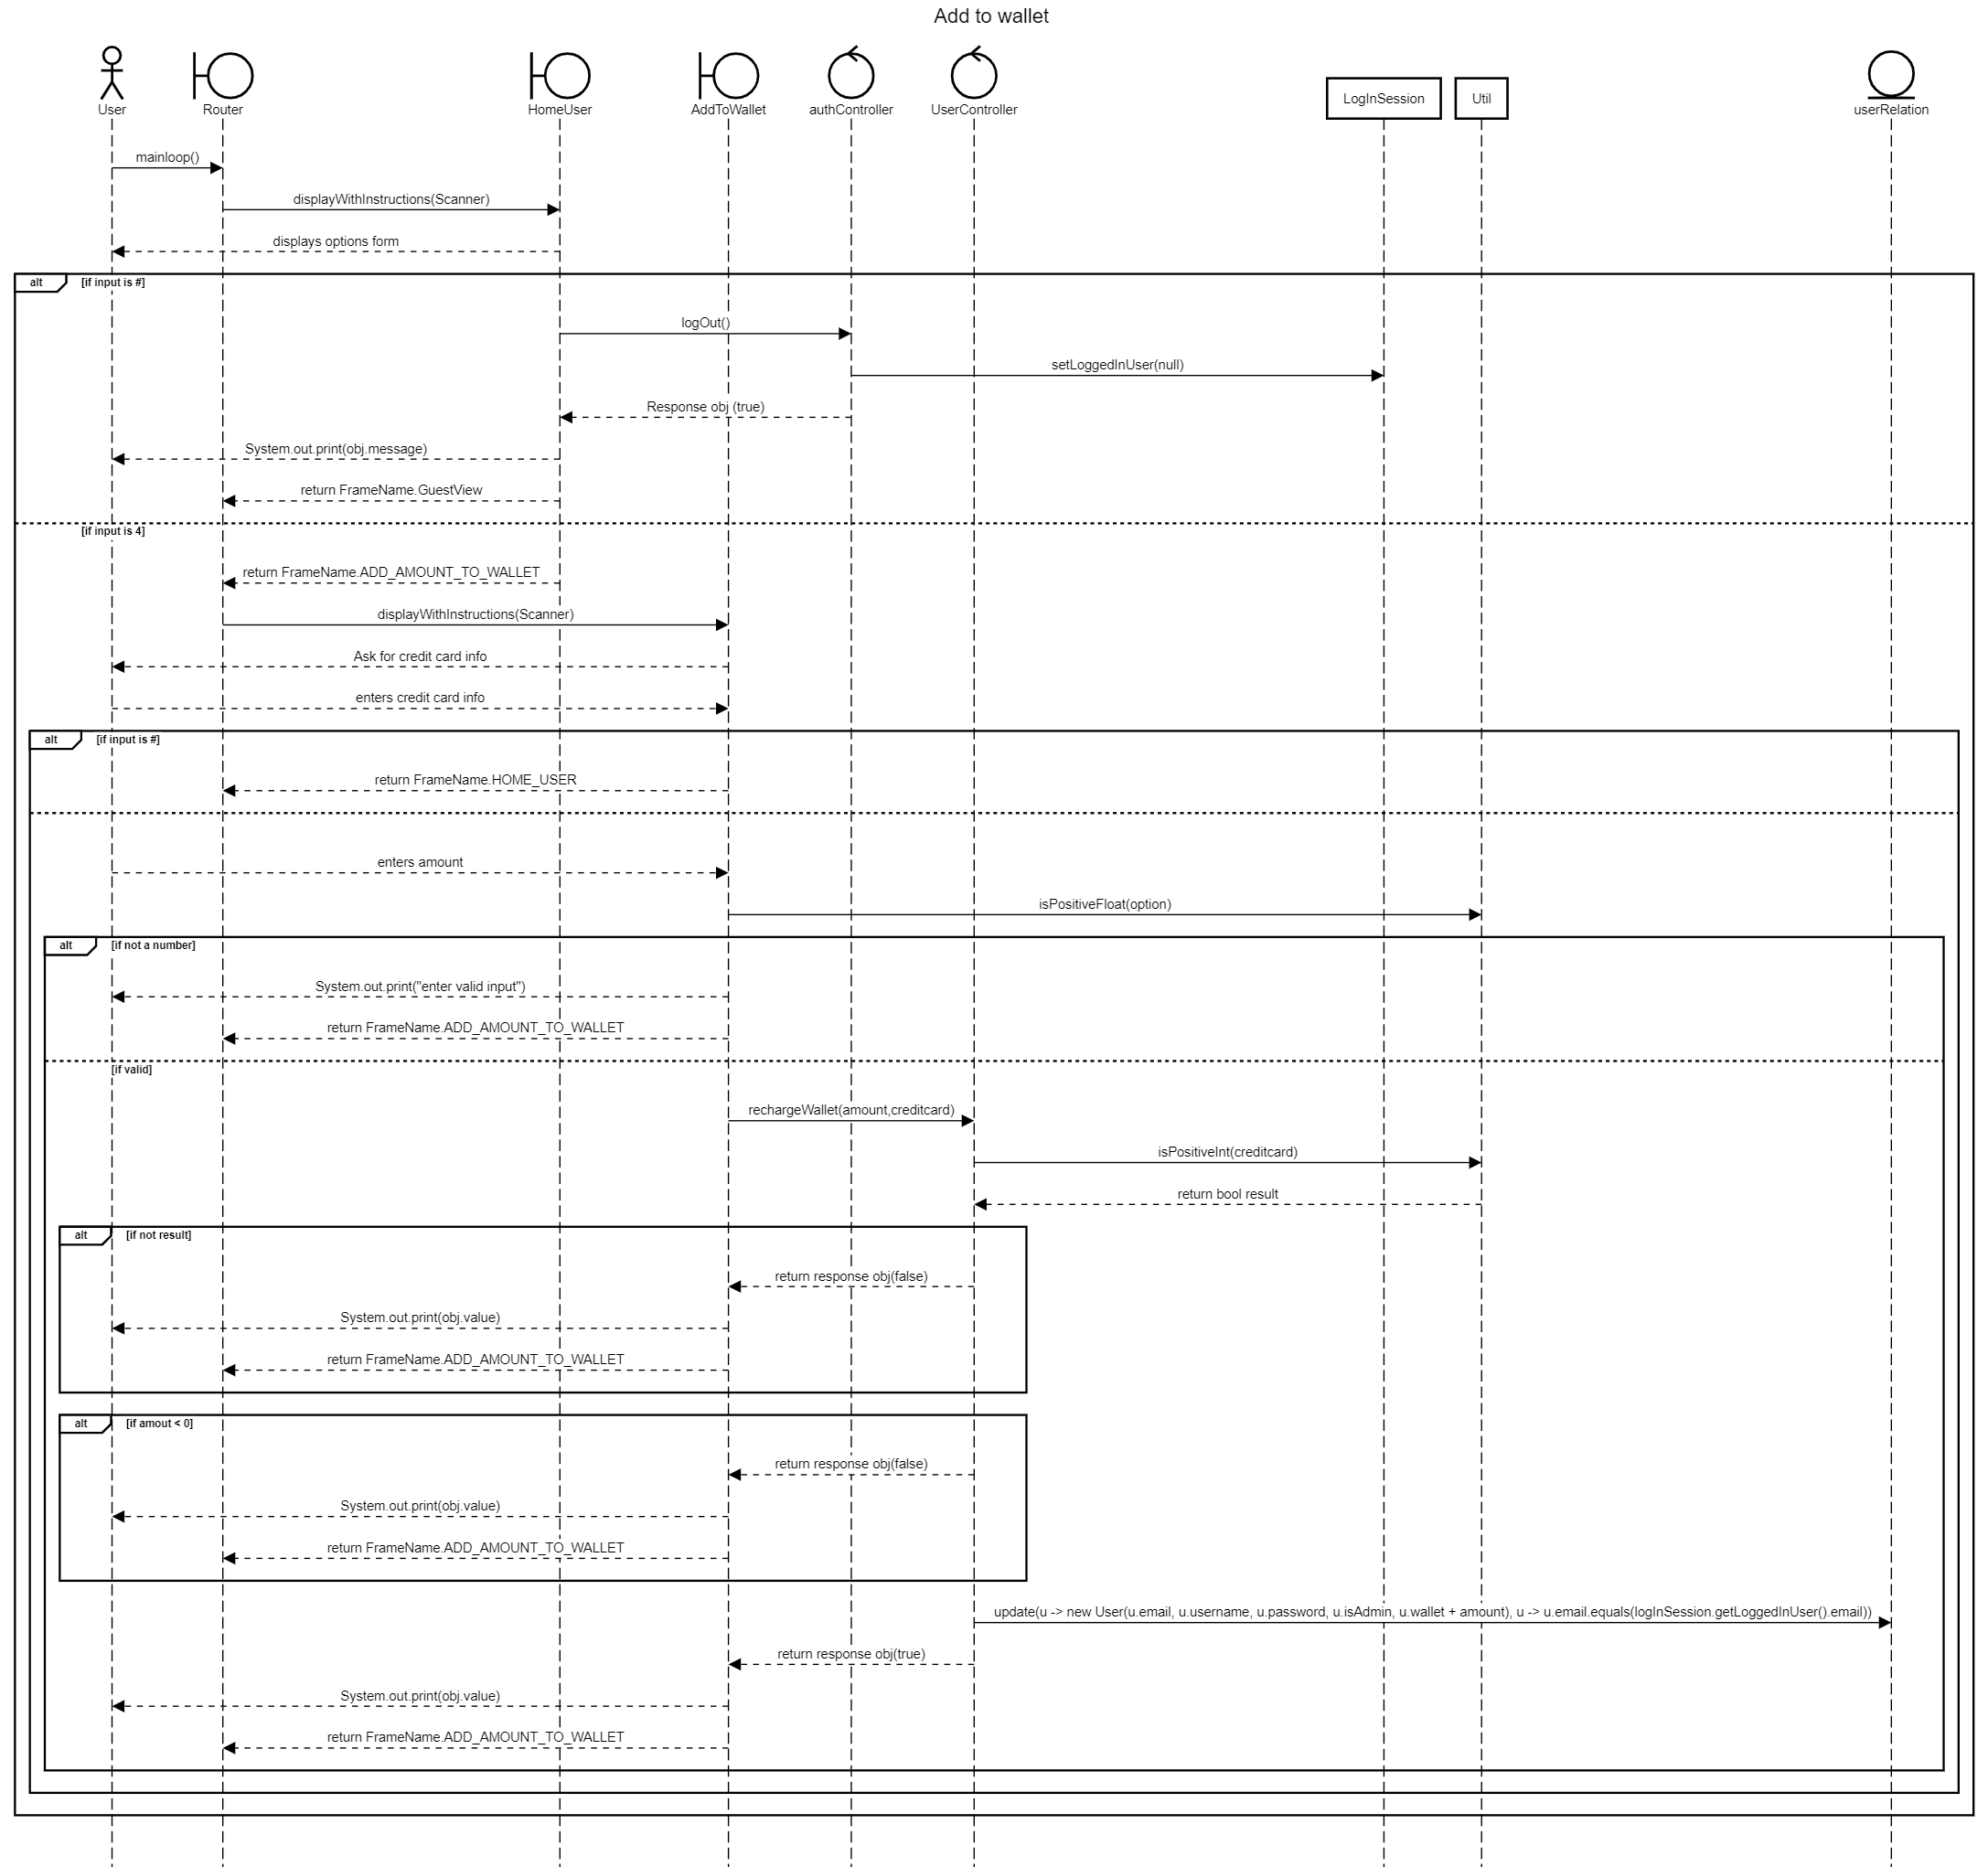 Add to wallet
User
Router
HomeUser
AddToWallet
authController
UserController
LogInSession
Util
userRelation
mainloop()
displayWithInstructions(Scanner)
displays options form
alt
[if input is #]
logOut()
setLoggedInUser(null)
Response obj (true)
System.out.print(obj.message)
return FrameName.GuestView
[if input is 4]
return FrameName.ADD_AMOUNT_TO_WALLET
displayWithInstructions(Scanner)
Ask for credit card info
enters credit card info
alt
[if input is #]
return FrameName.HOME_USER
enters amount
isPositiveFloat(option)
alt
[if not a number]
System.out.print("enter valid input")
return FrameName.ADD_AMOUNT_TO_WALLET
[if valid]
rechargeWallet(amount,creditcard)
isPositiveInt(creditcard)
return bool result
alt
[if not result]
return response obj(false)
System.out.print(obj.value)
return FrameName.ADD_AMOUNT_TO_WALLET
alt
[if amout < 0]
return response obj(false)
System.out.print(obj.value)
return FrameName.ADD_AMOUNT_TO_WALLET
update(u -> new User(u.email, u.username, u.password, u.isAdmin, u.wallet + amount), u -> u.email.equals(logInSession.getLoggedInUser().email))
return response obj(true)
System.out.print(obj.value)
return FrameName.ADD_AMOUNT_TO_WALLET